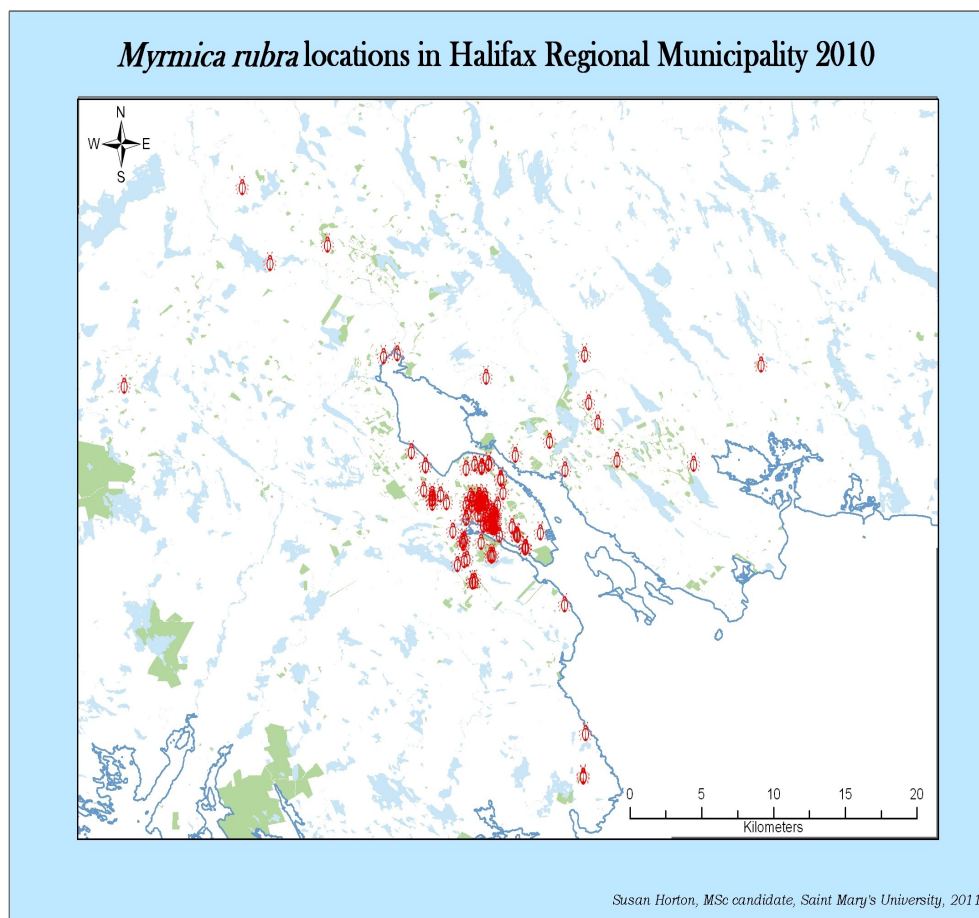 Myrmica rubra locations in Halifax Regional Municipality 2010
N
W E
S
0 5 10 15 20
Kilometers
Susan Horton, MSc candidate, Saint Mary's University, 2011